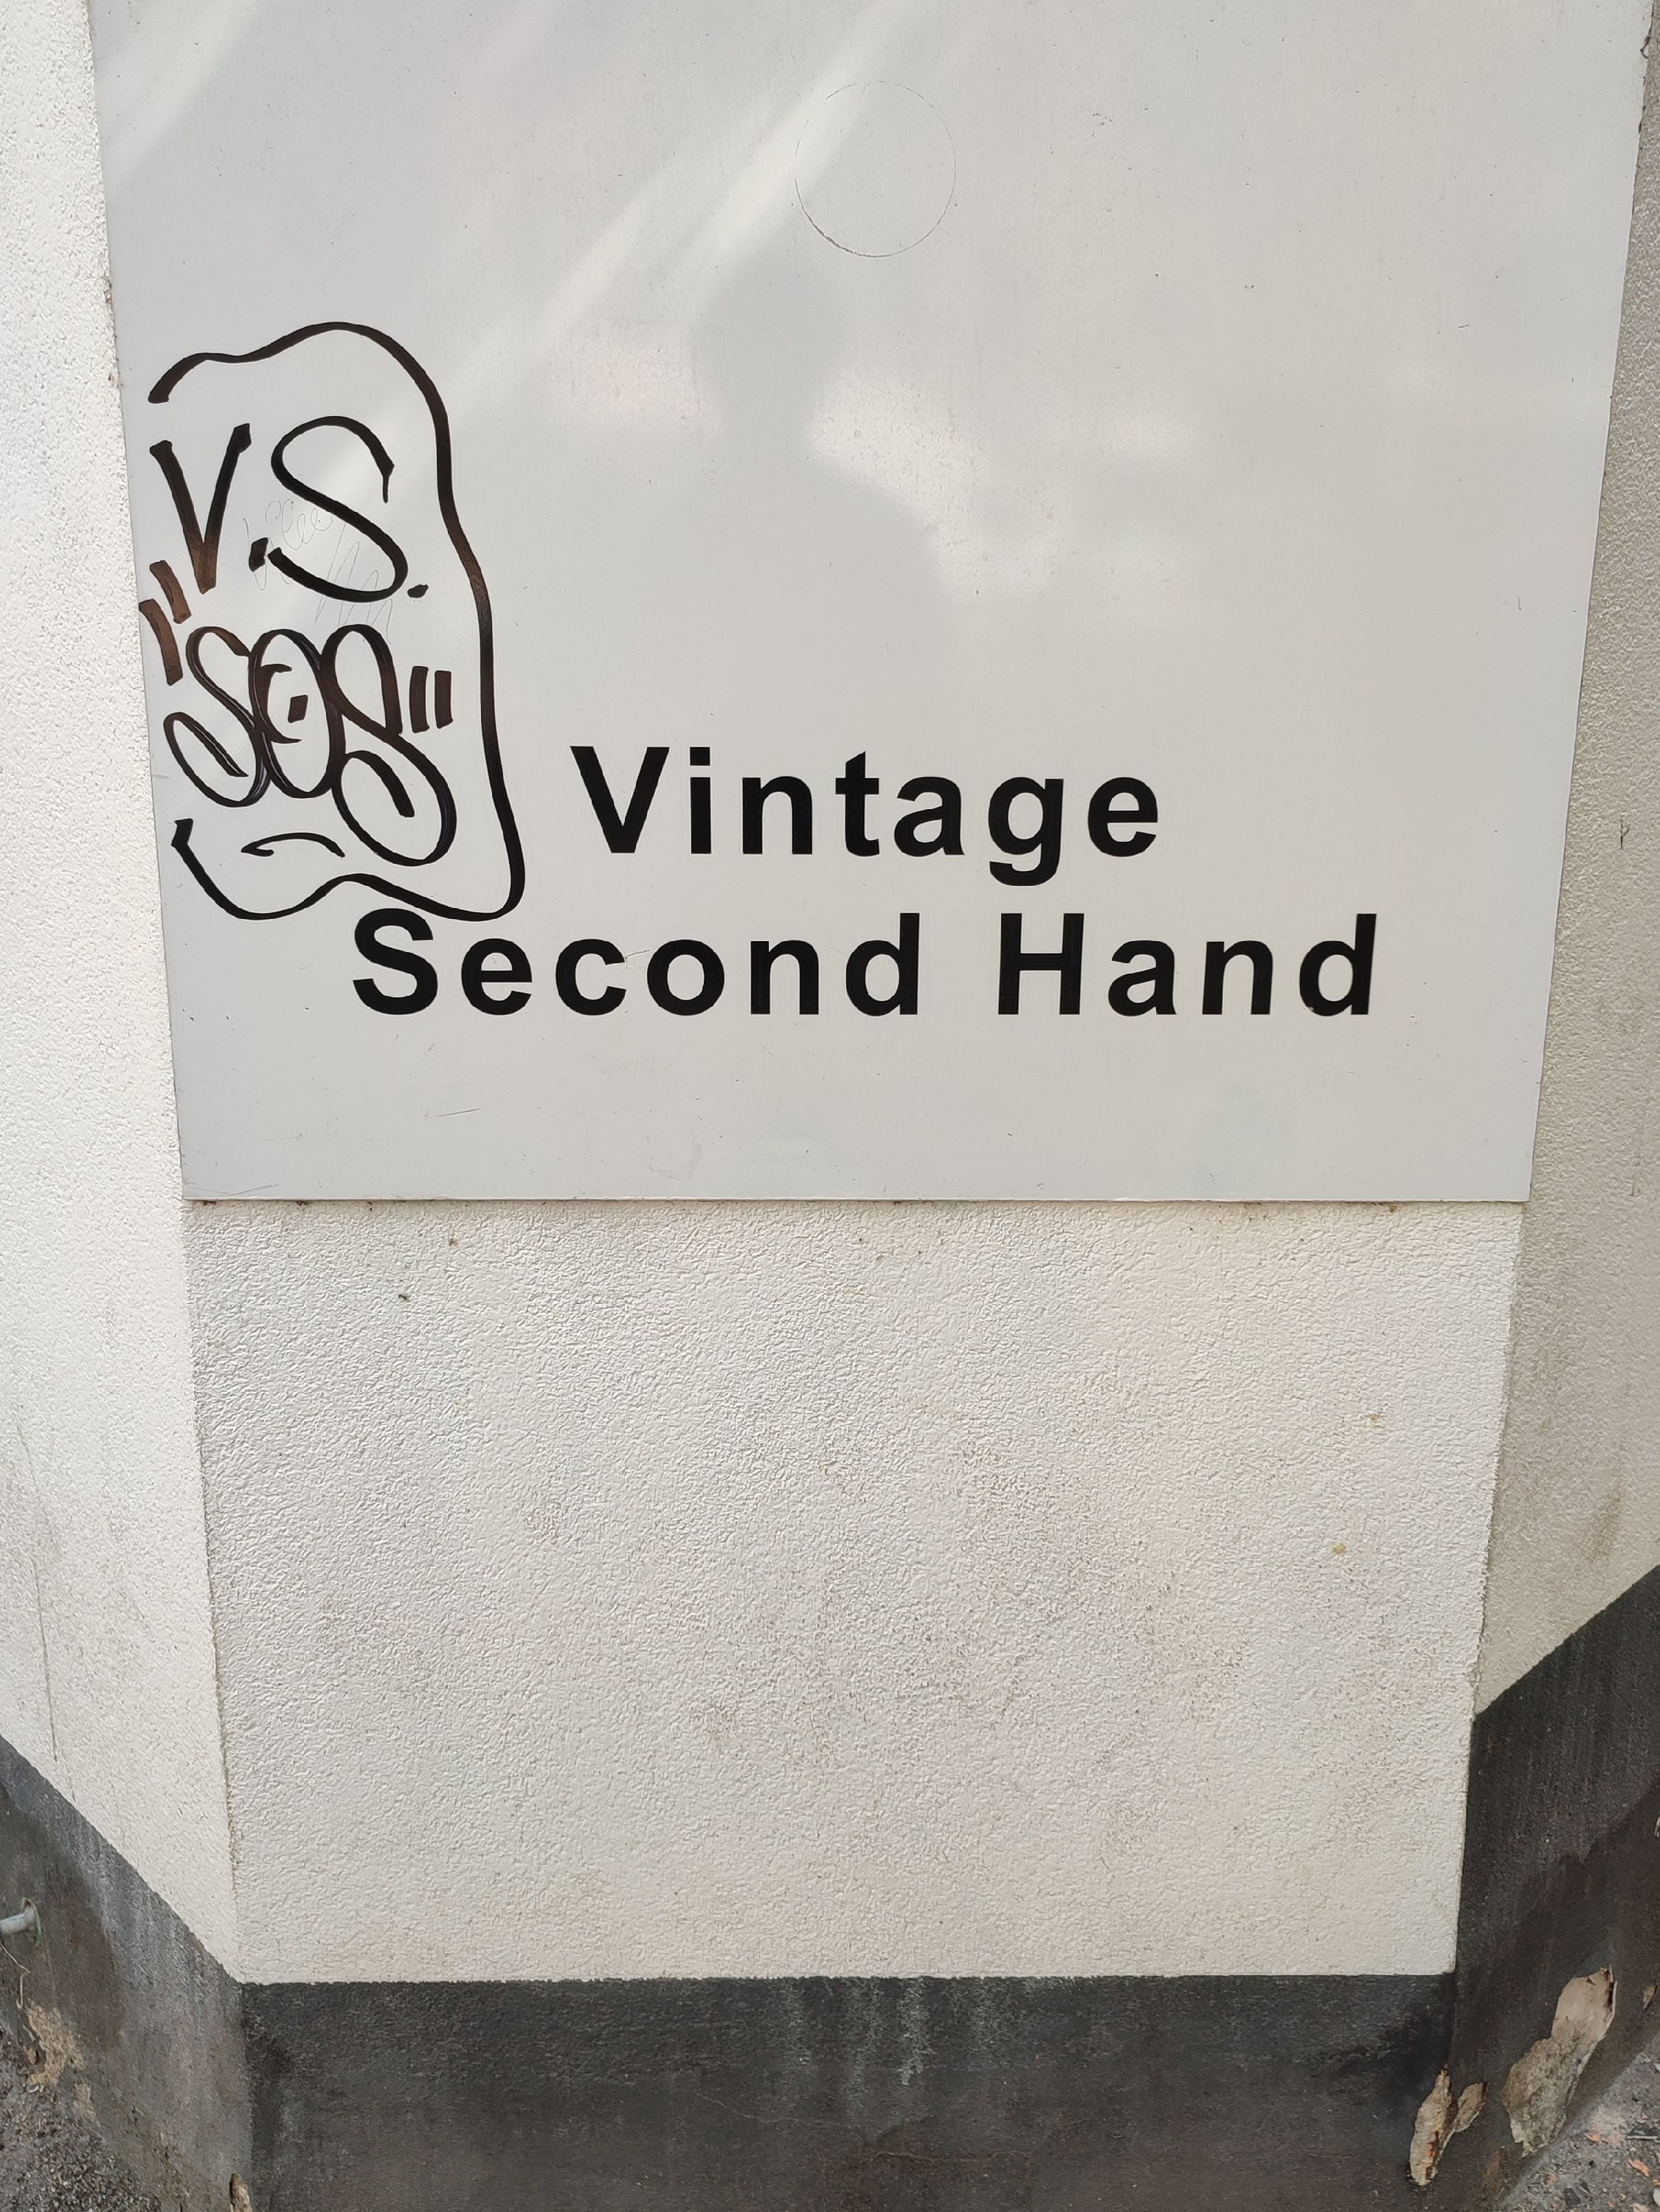 V.S.
"SOS"
Vintage
Second Hand